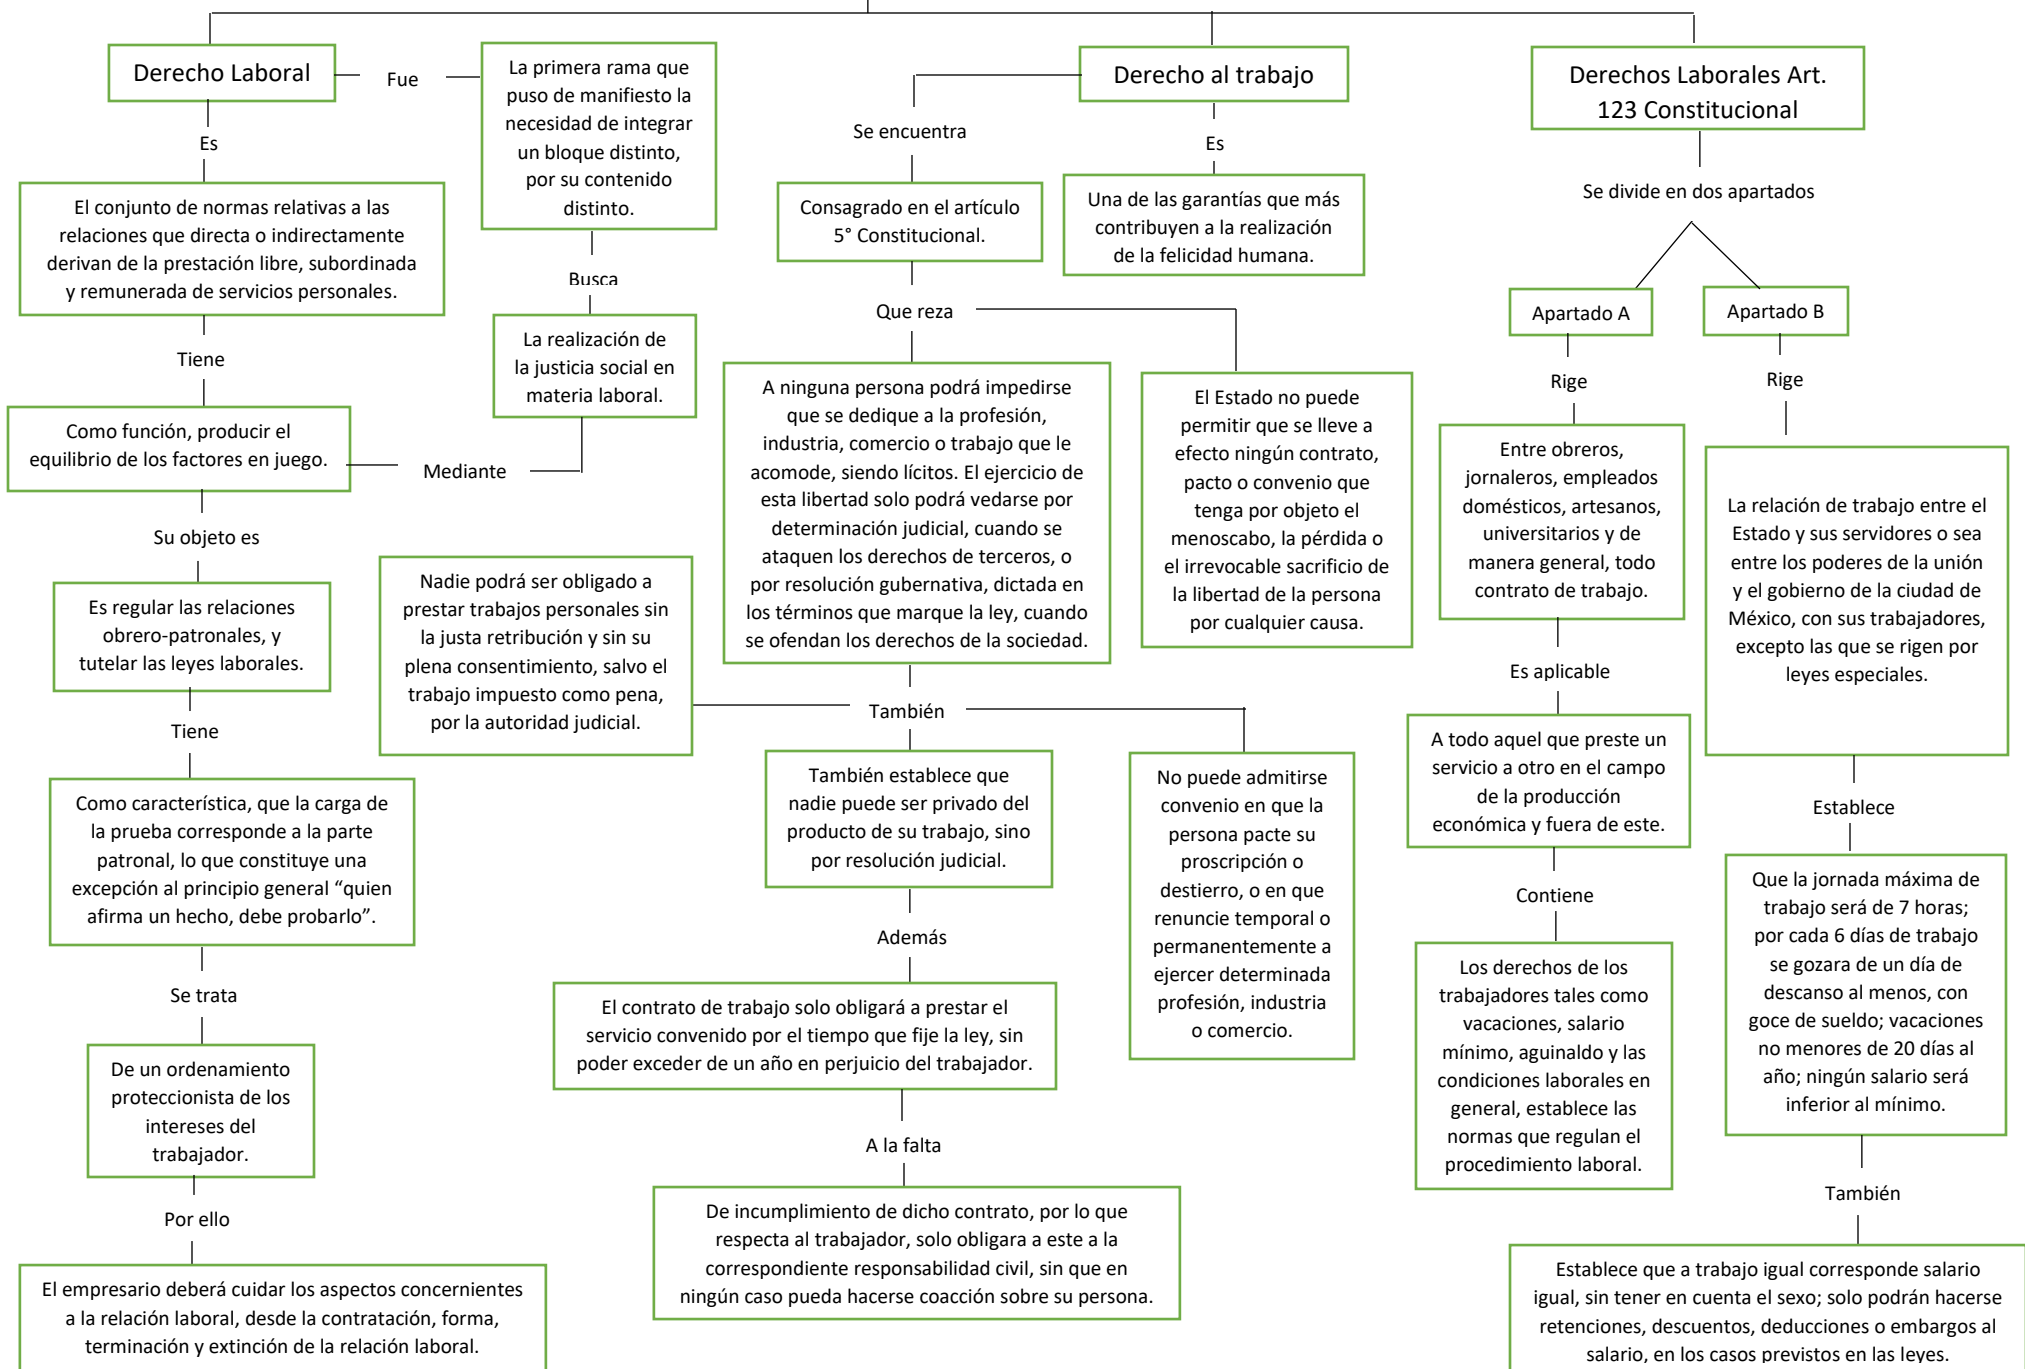 Derecho Laboral
Fue
La primera rama que
puso de manifiesto la
necesidad de integrar
un bloque distinto,
por su contenido
distinto.
Es
El conjunto de normas relativas a las
relaciones que directa o indirectamente
derivan de la prestación libre, subordinada
y remunerada de servicios personales.
Busca
La realización de
la justicia social en
materia laboral.
Tiene
Como función, producir el
equilibrio de los factores en juego.
Mediante
Su objeto es
Es regular las relaciones
obrero-patronales, y
tutelar las leyes laborales.
Tiene
Como característica, que la carga de
la prueba corresponde a la parte
patronal, lo que constituye una
excepción al principio general “quien
afirma un hecho, debe probarlo”.
Se trata
De un ordenamiento
proteccionista de los
intereses del
trabajador.
Por ello
El empresario deberá cuidar los aspectos concernientes
a la relación laboral, desde la contratación, forma,
terminación y extinción de la relación laboral.
Derecho al trabajo
Se encuentra
Consagrado en el artículo
5° Constitucional.
Es
Una de las garantías que más
contribuyen a la realización
de la felicidad humana.
Que reza
A ninguna persona podrá impedirse
que se dedique a la profesión,
industria, comercio o trabajo que le
acomode, siendo lícitos. El ejercicio de
esta libertad solo podrá vedarse por
determinación judicial, cuando se
ataquen los derechos de terceros, o
por resolución gubernativa, dictada en
los términos que marque la ley, cuando
se ofendan los derechos de la sociedad.
El Estado no puede
permitir que se lleve a
efecto ningún contrato,
pacto o convenio que
tenga por objeto el
menoscabo, la pérdida o
el irrevocable sacrificio de
la libertad de la persona
por cualquier causa.
Nadie podrá ser obligado a
prestar trabajos personales sin
la justa retribución y sin su
plena consentimiento, salvo el
trabajo impuesto como pena,
por la autoridad judicial.
También
También establece que
nadie puede ser privado del
producto de su trabajo, sino
por resolución judicial.
No puede admitirse
convenio en que la
persona pacte su
proscripción o
destierro, o en que
renuncie temporal o
permanentemente a
ejercer determinada
profesión, industria
o comercio.
Además
El contrato de trabajo solo obligará a prestar el
servicio convenido por el tiempo que fije la ley, sin
poder exceder de un año en perjuicio del trabajador.
A la falta
De incumplimiento de dicho contrato, por lo que
respecta al trabajador, solo obligara a este a la
correspondiente responsabilidad civil, sin que en
ningún caso pueda hacerse coacción sobre su persona.
Derechos Laborales Art.
123 Constitucional
Se divide en dos apartados
Apartado A
Rige
Entre obreros,
jornaleros, empleados
domésticos, artesanos,
universitarios y de
manera general, todo
contrato de trabajo.
Es aplicable
A todo aquel que preste un
servicio a otro en el campo
de la producción
económica y fuera de este.
Contiene
Los derechos de los
trabajadores tales como
vacaciones, salario
mínimo, aguinaldo y las
condiciones laborales en
general, establece las
normas que regulan el
procedimiento laboral.
Apartado B
Rige
La relación de trabajo entre el
Estado y sus servidores o sea
entre los poderes de la unión
y el gobierno de la ciudad de
México, con sus trabajadores,
excepto las que se rigen por
leyes especiales.
Establece
Que la jornada máxima de
trabajo será de 7 horas;
por cada 6 días de trabajo
se gozara de un día de
descanso al menos, con
goce de sueldo; vacaciones
no menores de 20 días al
año; ningún salario será
inferior al mínimo.
También
Establece que a trabajo igual corresponde salario
igual, sin tener en cuenta el sexo; solo podrán hacerse
retenciones, descuentos, deducciones o embargos al
salario, en los casos previstos en las leyes.